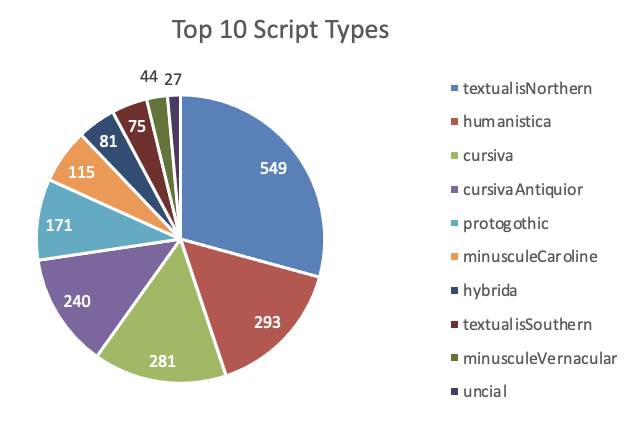 Top 10 Script Types
44 27
75
81
115
171
240
281
293
549
textualisNorthern
humanistica
cursiva
cursivaAntiquior
protogothic
minusculeCaroline
hybrida
textualisSouthern
minusculeVernacular
uncial